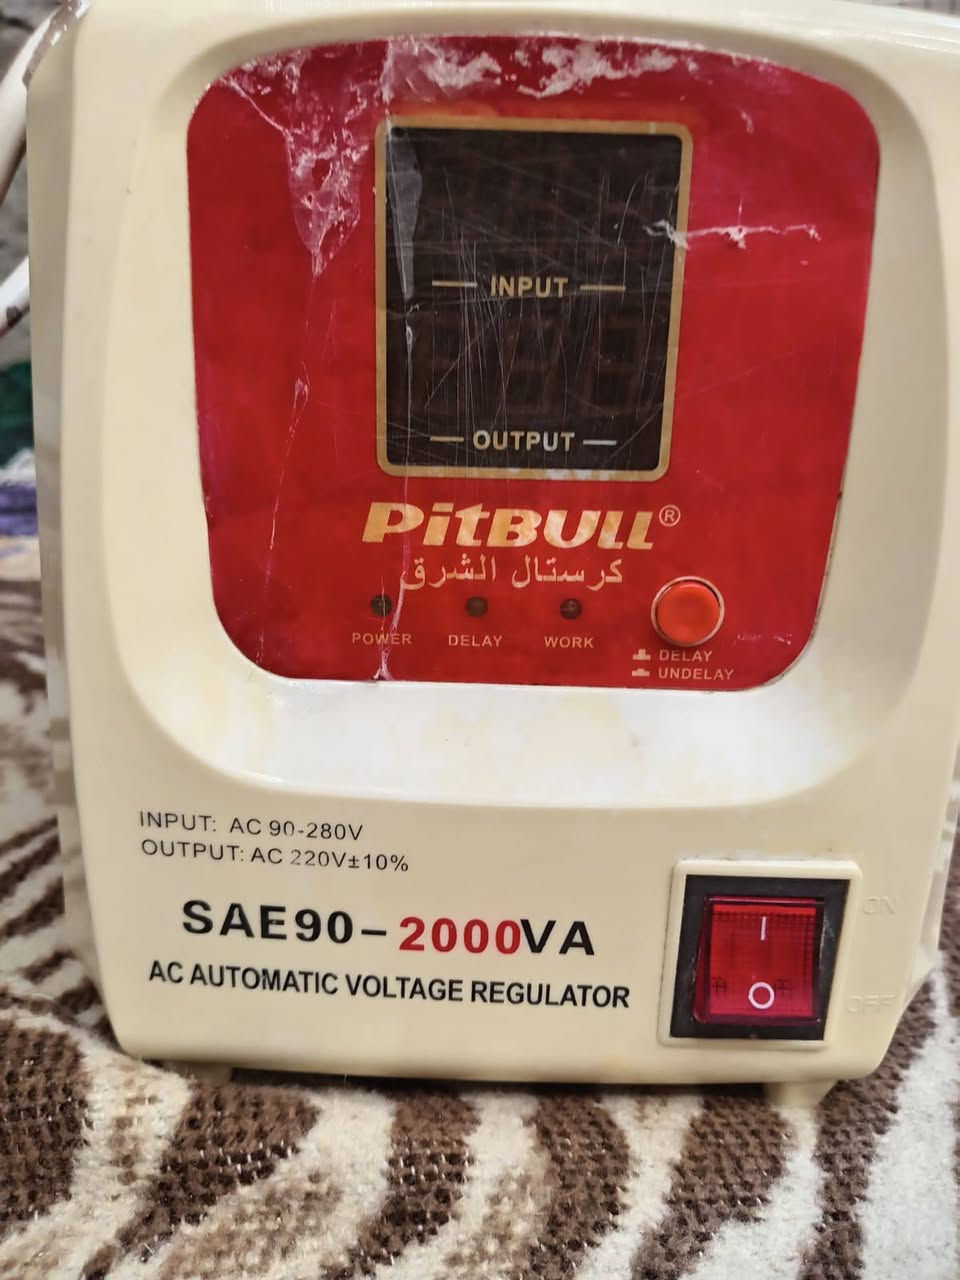 INPUT
OUTPUT
PitBULL®
كرستال الشرق
POWER DELAY WORK
DELAY
UNDELAY
INPUT: AC 90-280V
OUTPUT: AC 220V±10%
SAE90-2000VA
AC AUTOMATIC VOLTAGE REGULATOR
ON
I
O
OFF